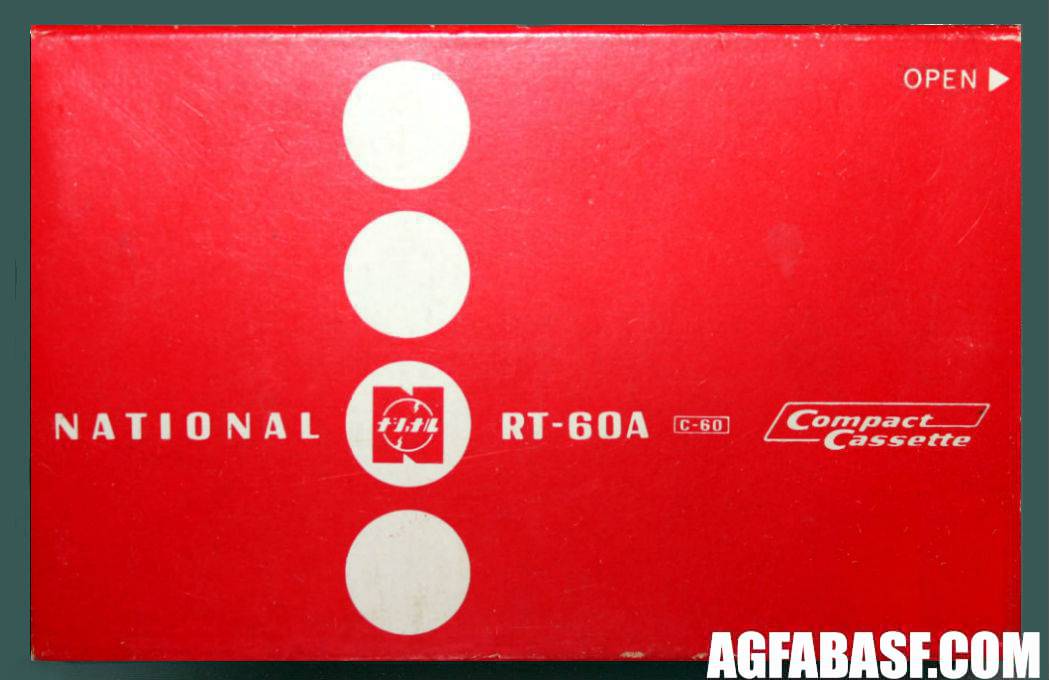 OPEN
NATIONAL ナショナル RT-60A C-60 Compact Cassette
AGFABASF.COM